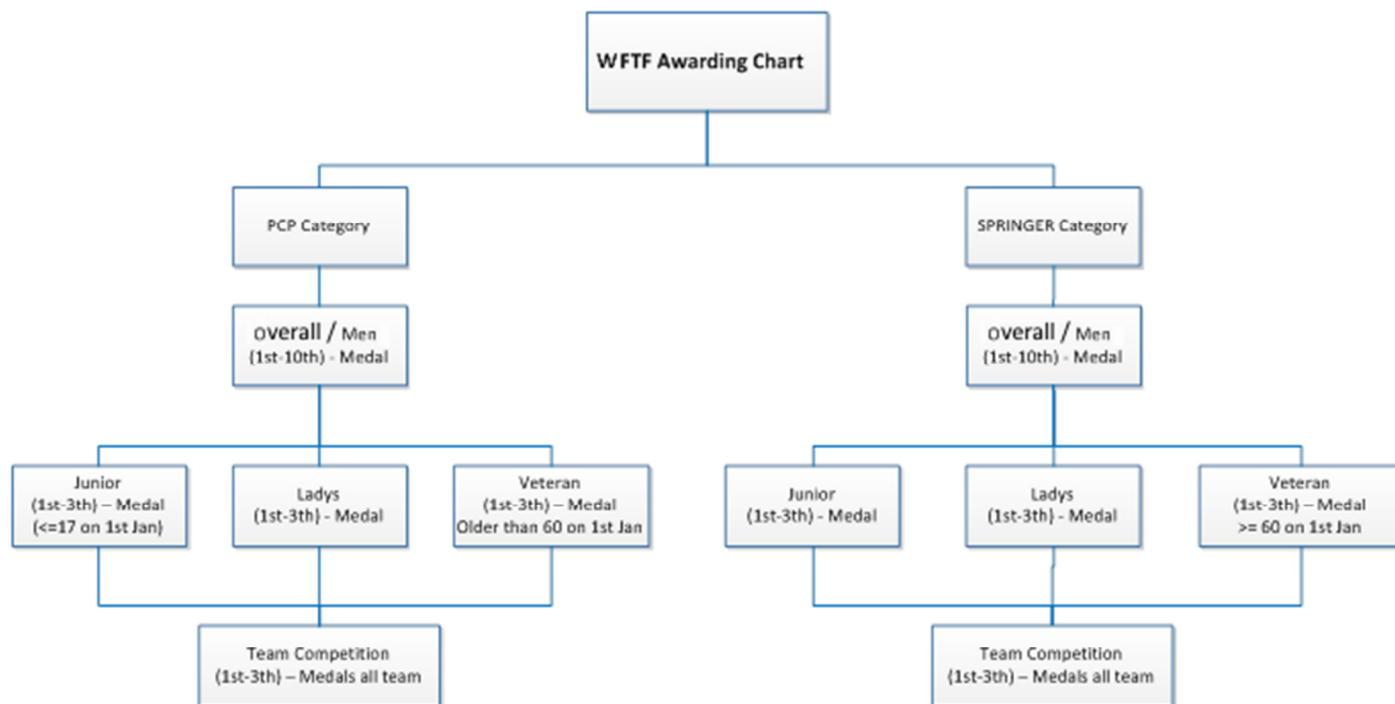 WFTF Awarding Chart
PCP Category
SPRINGER Category
overall / Men
(1st-10th) - Medal
overall / Men
(1st-10th) - Medal
Junior
(1st-3th) – Medal
(<=17 on 1st Jan)
Ladys
(1st-3th) - Medal
Veteran
(1st-3th) – Medal
Older than 60 on 1st Jan
Junior
(1st-3th) - Medal
Ladys
(1st-3th) - Medal
Veteran
(1st-3th) – Medal
>= 60 on 1st Jan
Team Competition
(1st-3th) – Medals all team
Team Competition
(1st-3th) – Medals all team